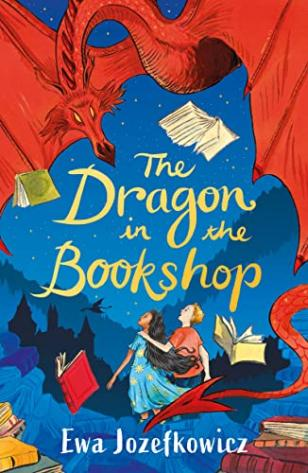 The
Dragon
in the
Bookshop
Ewa Jozefkowicz